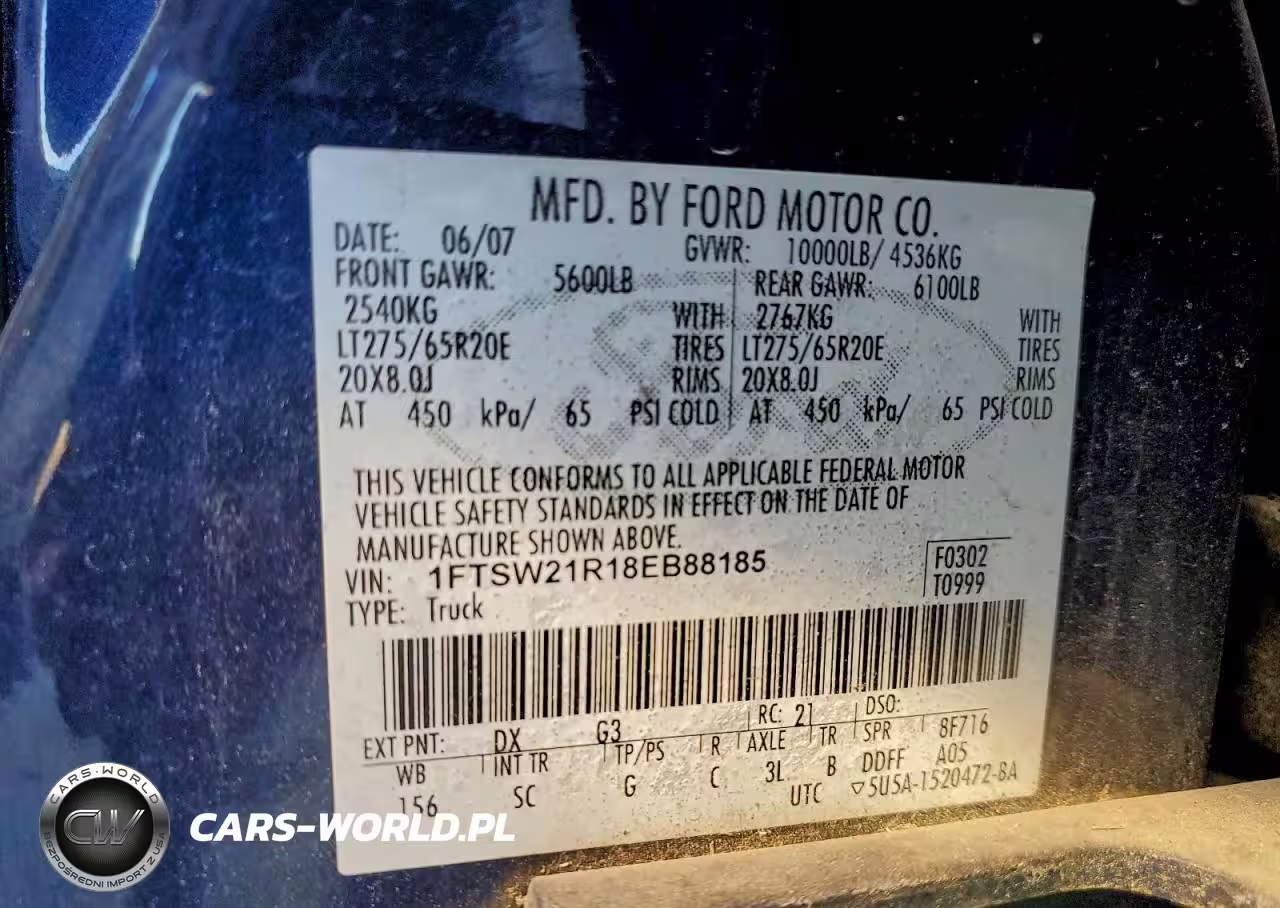 MFD. BY FORD MOTOR CO.
DATE: 06/07 GVWR: 10000LB/ 4536KG
FRONT GAWR: 5600LB REAR GAWR: 6100LB
2540KG WITH 2767KG WITH
LT275/65R20E TIRES LT275/65R20E TIRES
20X8.0J RIMS 20X8.0J RIMS
AT 450 kPa/ 65 PSI COLD AT 450 kPa/ 65 PSI COLD
THIS VEHICLE CONFORMS TO ALL APPLICABLE FEDERAL MOTOR
VEHICLE SAFETY STANDARDS IN EFFECT ON THE DATE OF
MANUFACTURE SHOWN ABOVE.
VIN: 1FTSW21R18EB88185 F0302
TYPE: Truck T0999
EXT PNT: DX G3 RC: 21 DSO:
WB INT TR TP/PS R AXLE TR SPR 8F716
156 SC G C 3L B DDFF A05
UTC ▽5U5A-1520472-BA
CARS-WORLD
CW
BEZPOŚREDNI IMPORT Z USA
CARS-WORLD.PL